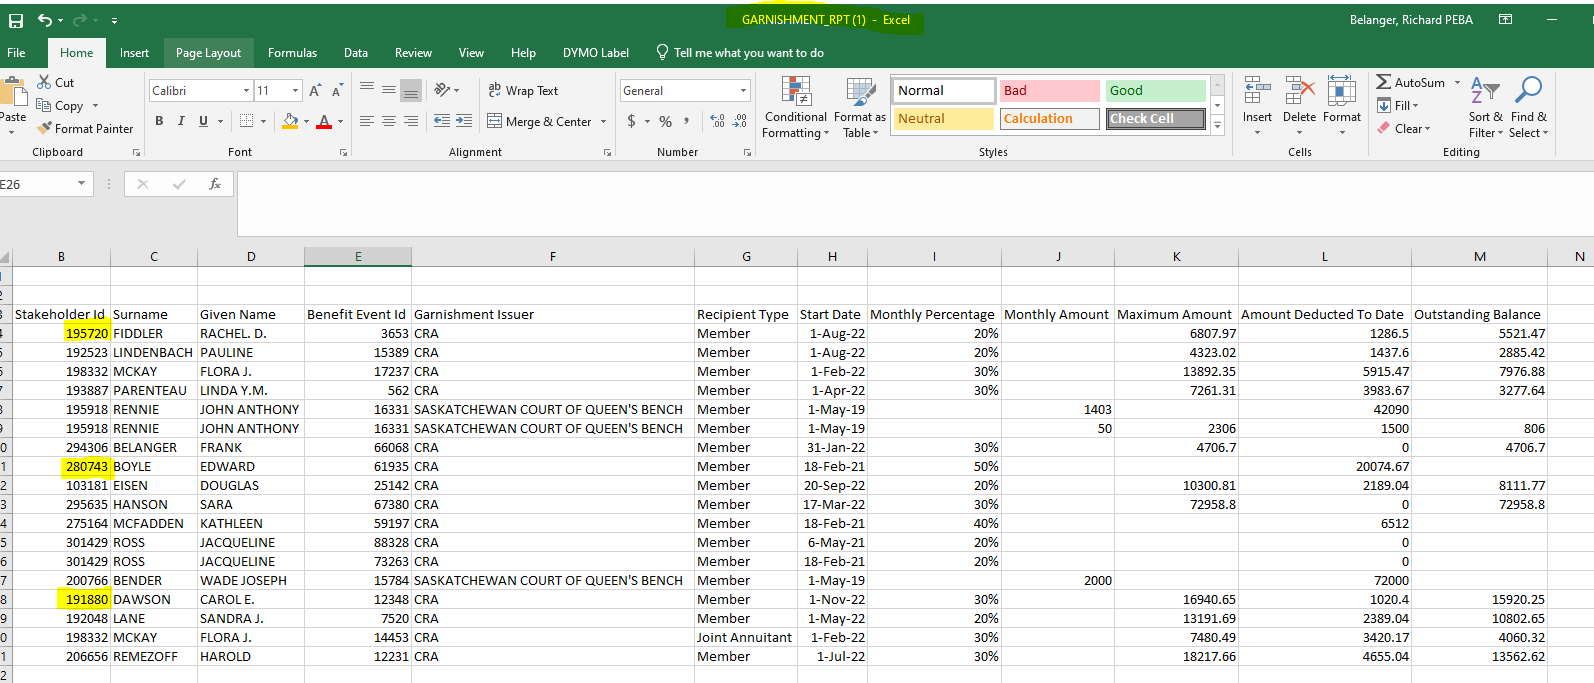 GARNISHMENT_RPT (1) - Excel
Belanger, Richard PEBA
File Home Insert Page Layout Formulas Data Review View Help DYMO Label Tell me what you want to do
Cut
Copy
Format Painter
Paste
Clipboard
Calibri 11 A A
B I U A
Font
Wrap Text
Merge & Center
Alignment
General
$ % ,
Number
Conditional Formatting
Format as Table
Normal Bad Good
Neutral Calculation Check Cell
Styles
Insert Delete Format
Cells
AutoSum
Fill
Clear
Sort & Filter
Find & Select
Editing
E26 fx
B C D E F G H I J K L M N
Stakeholder Id Surname Given Name Benefit Event Id Garnishment Issuer Recipient Type Start Date Monthly Percentage Monthly Amount Maximum Amount Amount Deducted To Date Outstanding Balance
195720 FIDDLER RACHEL. D. 3653 CRA Member 1-Aug-22 20% 6807.97 1286.5 5521.47
192523 LINDENBACH PAULINE 15389 CRA Member 1-Aug-22 20% 4323.02 1437.6 2885.42
198332 MCKAY FLORA J. 17237 CRA Member 1-Feb-22 30% 13892.35 5915.47 7976.88
193887 PARENTEAU LINDA Y.M. 562 CRA Member 1-Apr-22 30% 7261.31 3983.67 3277.64
195918 RENNIE JOHN ANTHONY 16331 SASKATCHEWAN COURT OF QUEEN'S BENCH Member 1-May-19 1403 42090
195918 RENNIE JOHN ANTHONY 16331 SASKATCHEWAN COURT OF QUEEN'S BENCH Member 1-May-19 50 2306 1500 806
294306 BELANGER FRANK 66068 CRA Member 31-Jan-22 30% 4706.7 0 4706.7
280743 BOYLE EDWARD 61935 CRA Member 18-Feb-21 50% 20074.67
103181 EISEN DOUGLAS 25142 CRA Member 20-Sep-22 20% 10300.81 2189.04 8111.77
295635 HANSON SARA 67380 CRA Member 17-Mar-22 30% 72958.8 0 72958.8
275164 MCFADDEN KATHLEEN 59197 CRA Member 18-Feb-21 40% 6512
301429 ROSS JACQUELINE 88328 CRA Member 6-May-21 20% 0
301429 ROSS JACQUELINE 73263 CRA Member 18-Feb-21 20% 0
200766 BENDER WADE JOSEPH 15784 SASKATCHEWAN COURT OF QUEEN'S BENCH Member 1-May-19 2000 72000
191880 DAWSON CAROL E. 12348 CRA Member 1-Nov-22 30% 16940.65 1020.4 15920.25
192048 LANE SANDRA J. 7520 CRA Member 1-May-22 20% 13191.69 2389.04 10802.65
198332 MCKAY FLORA J. 14453 CRA Joint Annuitant 1-Feb-22 30% 7480.49 3420.17 4060.32
206656 REMEZOFF HAROLD 12231 CRA Member 1-Jul-22 30% 18217.66 4655.04 13562.62